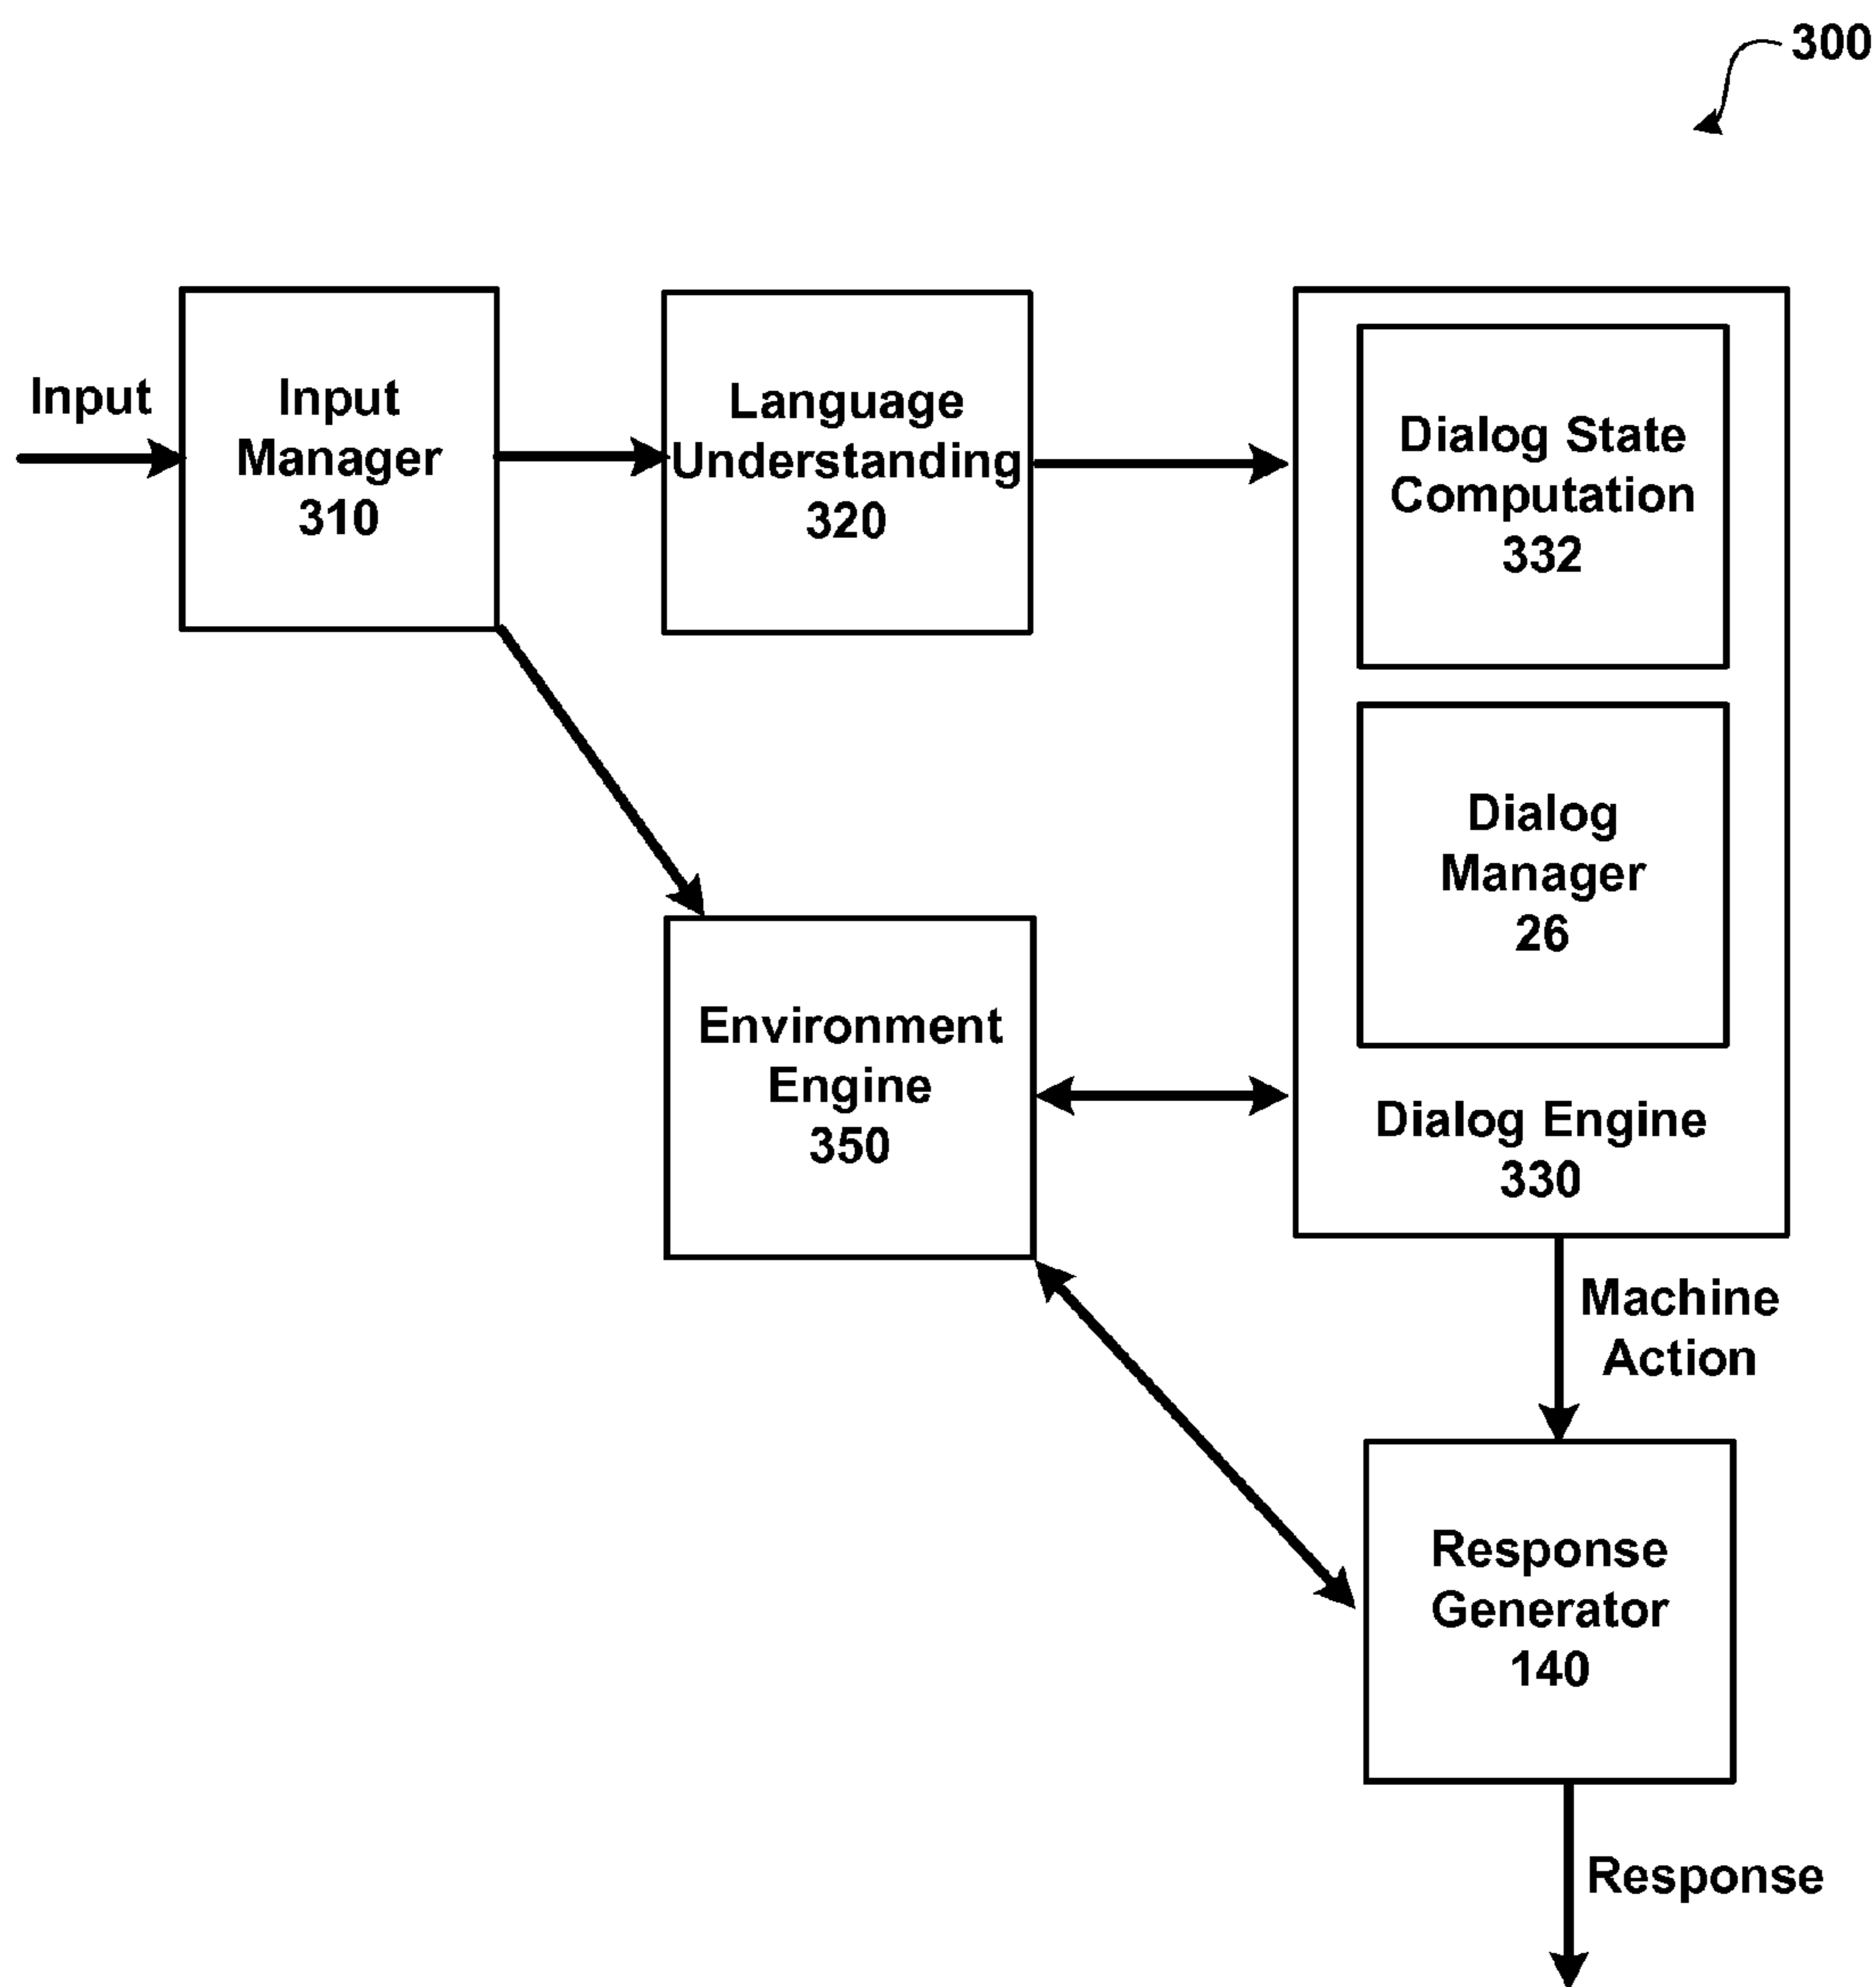 300
Input
Input
Manager
310
Language
Understanding
320
Dialog State
Computation
332
Dialog
Manager
26
Dialog Engine
330
Environment
Engine
350
Machine
Action
Response
Generator
140
Response